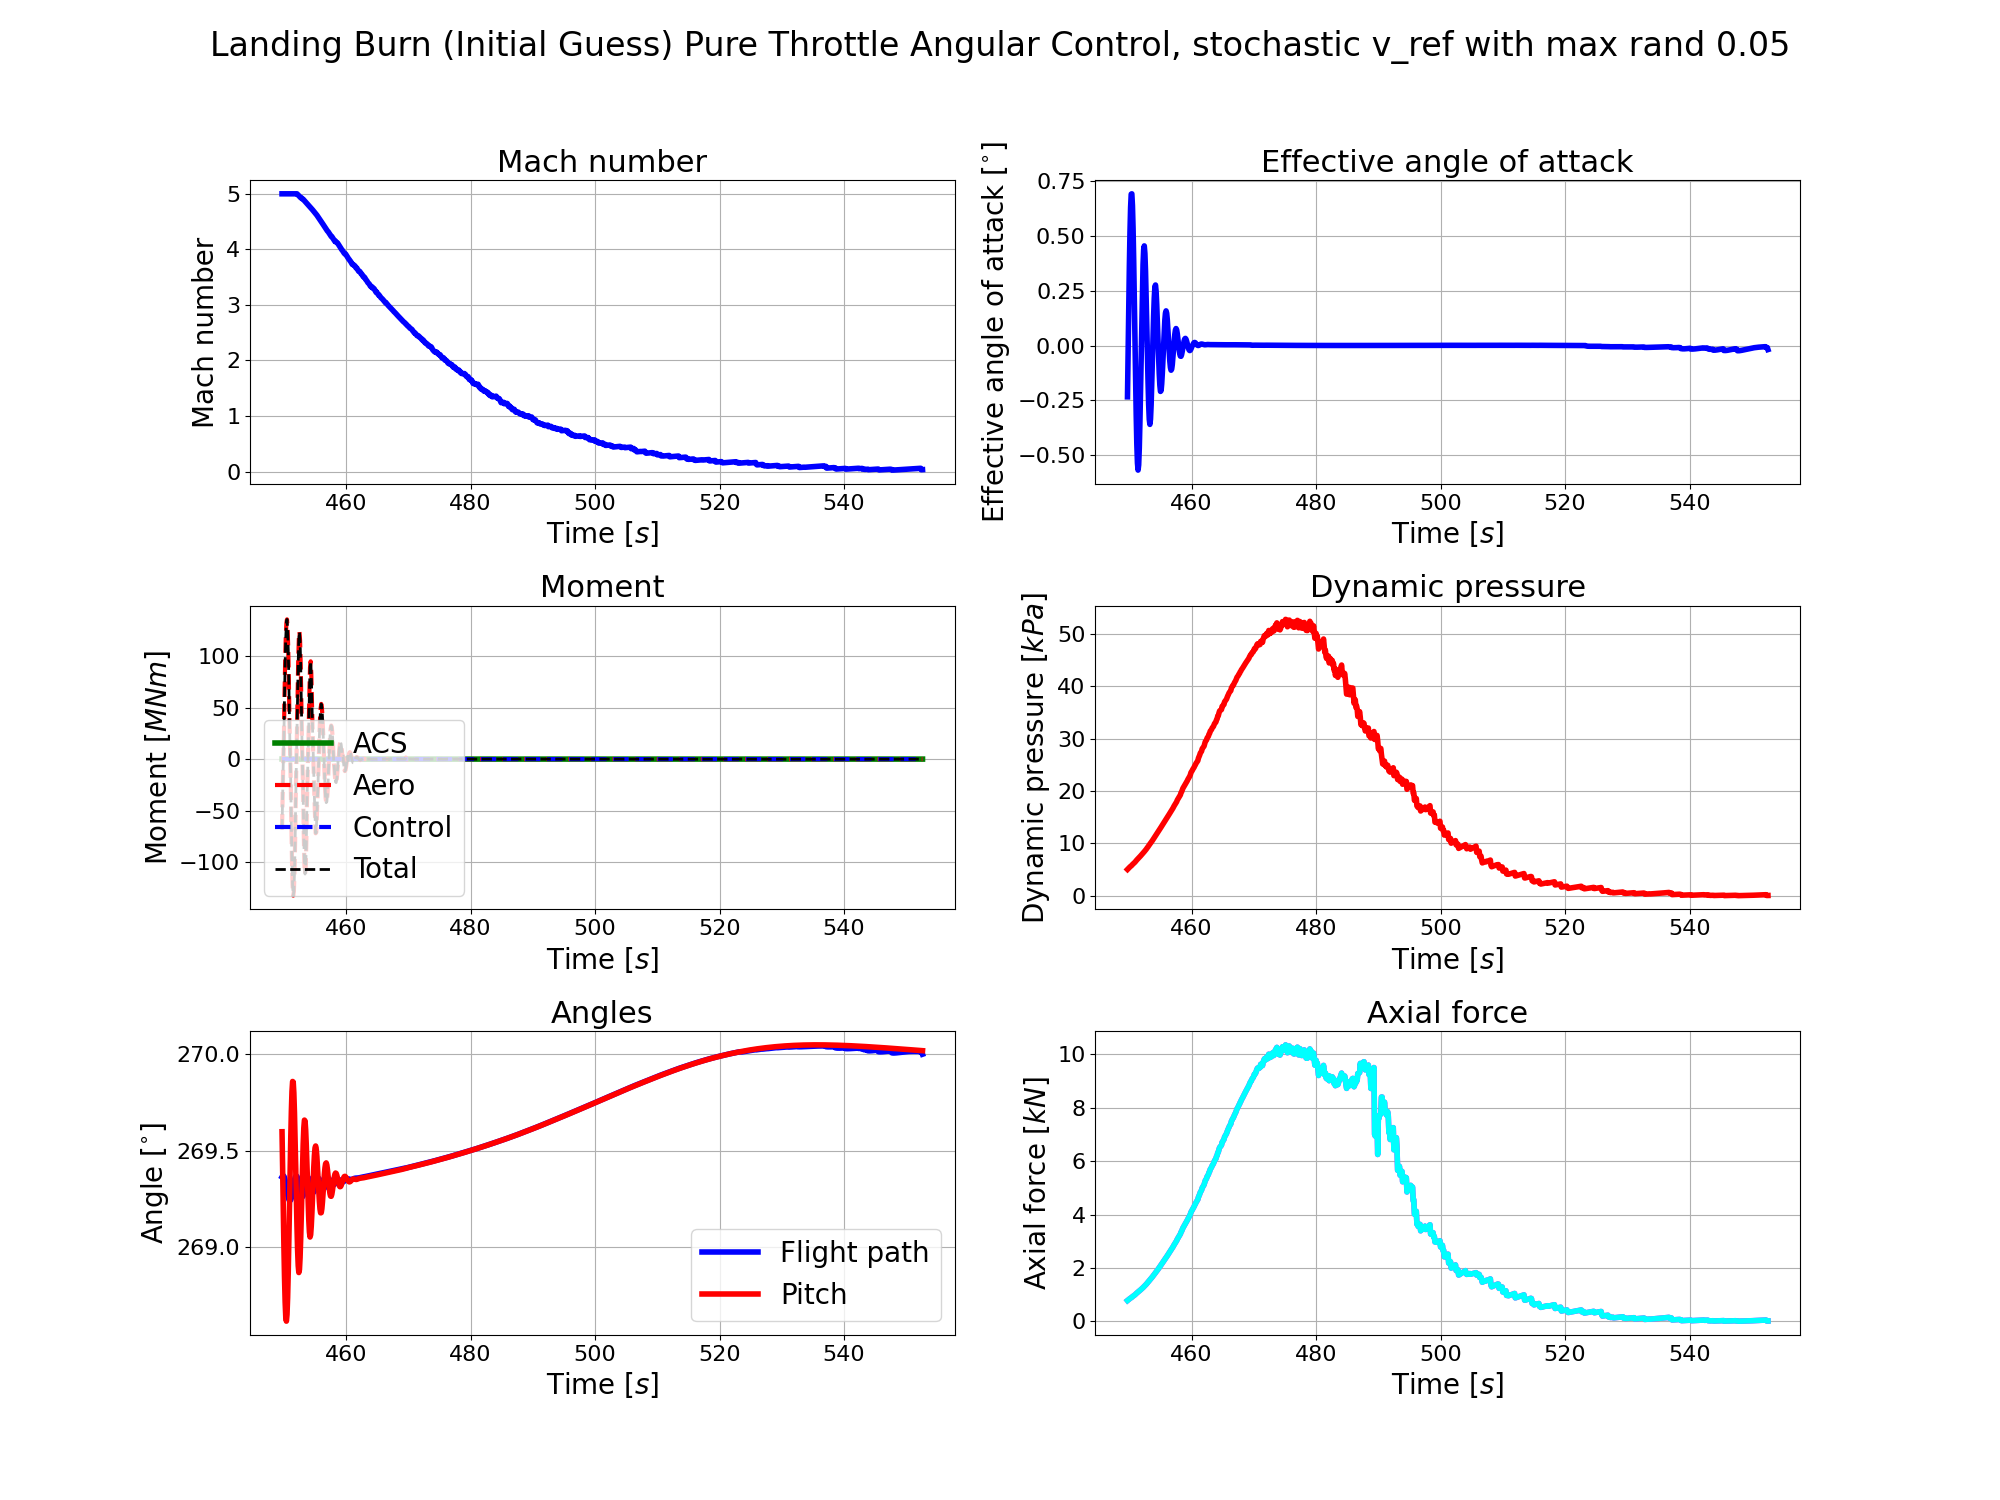 Landing Burn (Initial Guess) Pure Throttle Angular Control, stochastic v_ref with max rand 0.05
Mach number
Mach number
5
4
3
2
1
0
460 480 500 520 540
Time [s]
Effective angle of attack
Effective angle of attack [°]
0.75
0.50
0.25
0.00
−0.25
−0.50
460 480 500 520 540
Time [s]
Moment
Moment [MNm]
100
50
0
−50
−100
ACS
Aero
Control
Total
460 480 500 520 540
Time [s]
Dynamic pressure
Dynamic pressure [kPa]
50
40
30
20
10
0
460 480 500 520 540
Time [s]
Angles
Angle [°]
270.0
269.5
269.0
Flight path
Pitch
460 480 500 520 540
Time [s]
Axial force
Axial force [kN]
10
8
6
4
2
0
460 480 500 520 540
Time [s]